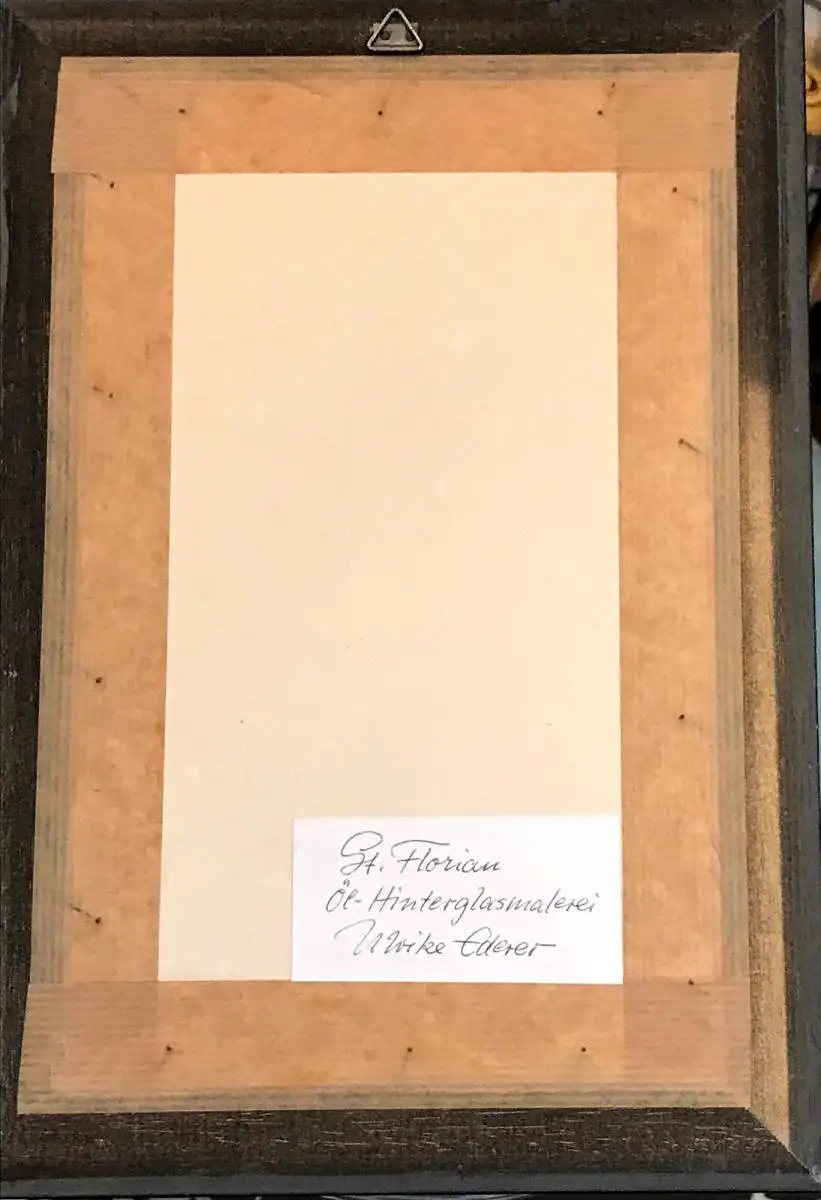 St. Florian
Öl-Hinterglasmalerei
Ulrike Ederer